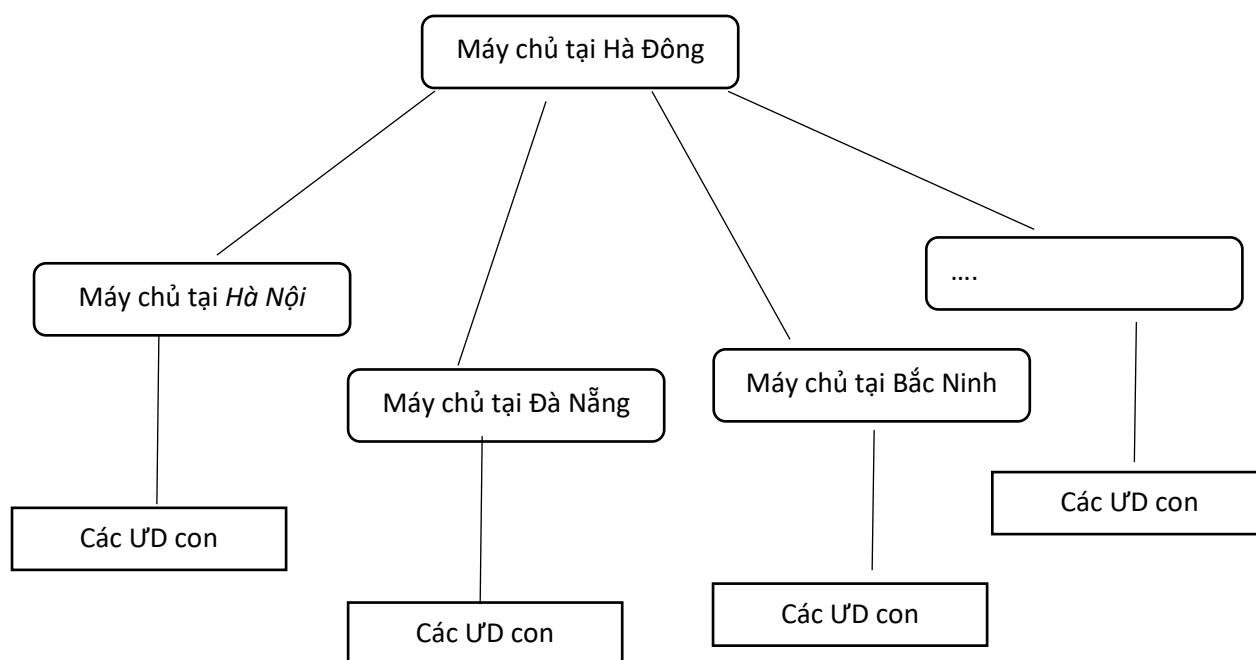 Máy chủ tại Hà Đông
….
Máy chủ tại Hà Nội
Máy chủ tại Bắc Ninh
Máy chủ tại Đà Nẵng
Các ƯD con
Các ƯD con
Các ƯD con
Các ƯD con